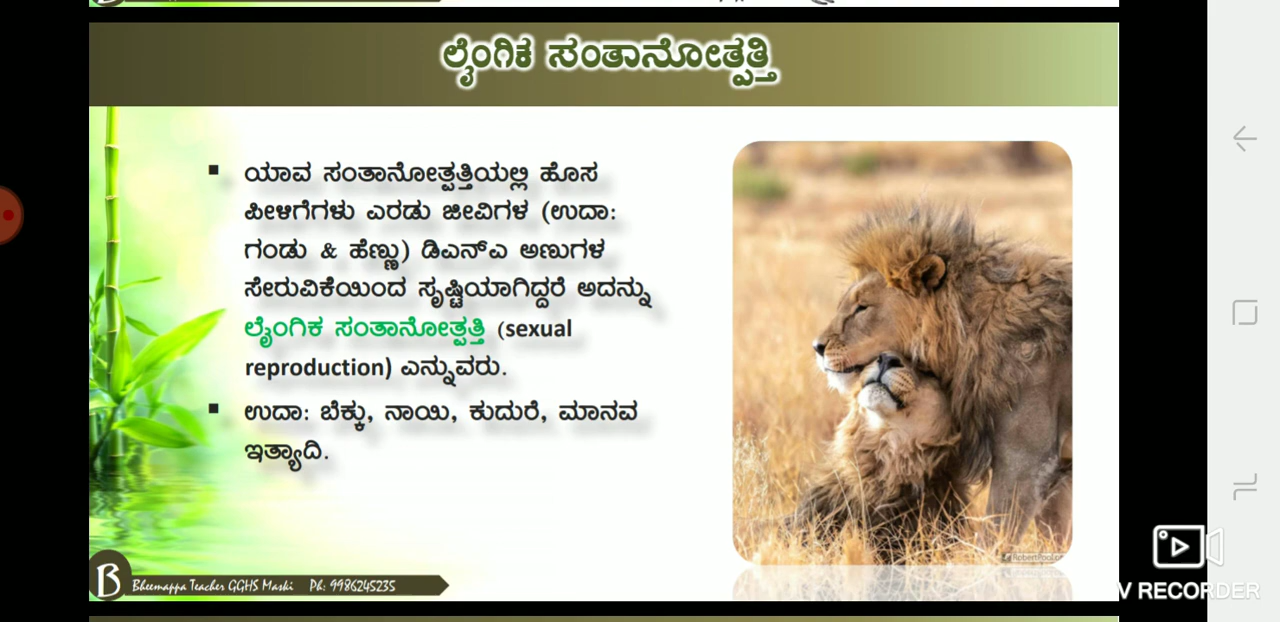 ಲೈಂಗಿಕ ಸಂತಾನೋತ್ಪತ್ತಿ
ಯಾವ ಸಂತಾನೋತ್ಪತ್ತಿಯಲ್ಲಿ ಹೊಸ
ಪೀಳಿಗೆಗಳು ಎರಡು ಜೀವಿಗಳ (ಉದಾ:
ಗಂಡು & ಹೆಣ್ಣು) ಡಿಎನ್ಎ ಅಣುಗಳ
ಸೇರುವಿಕೆಯಿಂದ ಸೃಷ್ಟಿಯಾಗಿದ್ದರೆ ಅದನ್ನು
ಲೈಂಗಿಕ ಸಂತಾನೋತ್ಪತ್ತಿ (sexual
reproduction) ಎನ್ನುವರು.
ಉದಾ: ಬೆಕ್ಕು, ನಾಯಿ, ಕುದುರೆ, ಮಾನವ
ಇತ್ಯಾದಿ.
B Bheemappa Teacher GGHS Maski Ph: 9986245235
V RECORDER